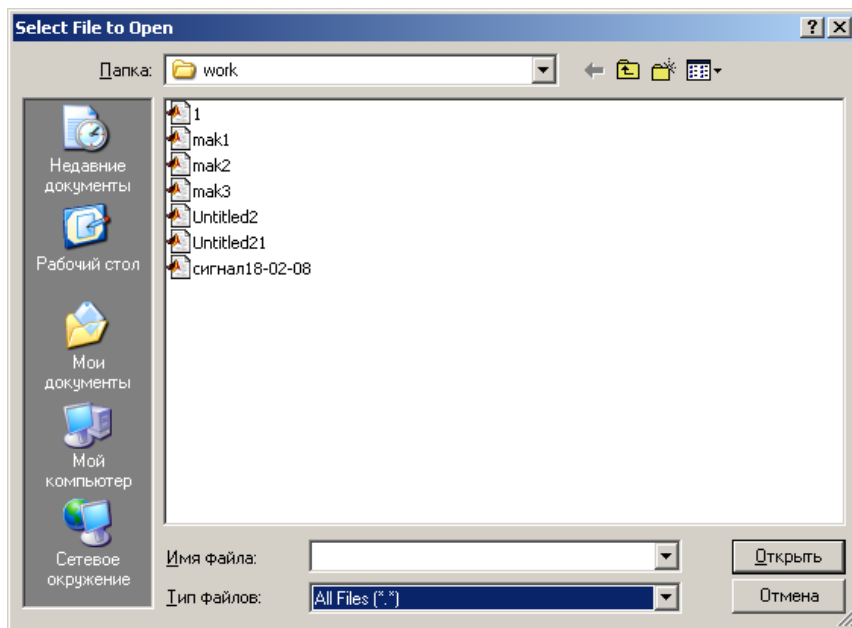 Select File to Open
Папка:
work
1
mak1
mak2
mak3
Untitled2
Untitled21
сигнал18-02-08
Недавние
документы
Рабочий стол
Мои
документы
Мой
компьютер
Сетевое
окружение
Имя файла:
Открыть
Тип файлов:
All Files (*.*)
Отмена